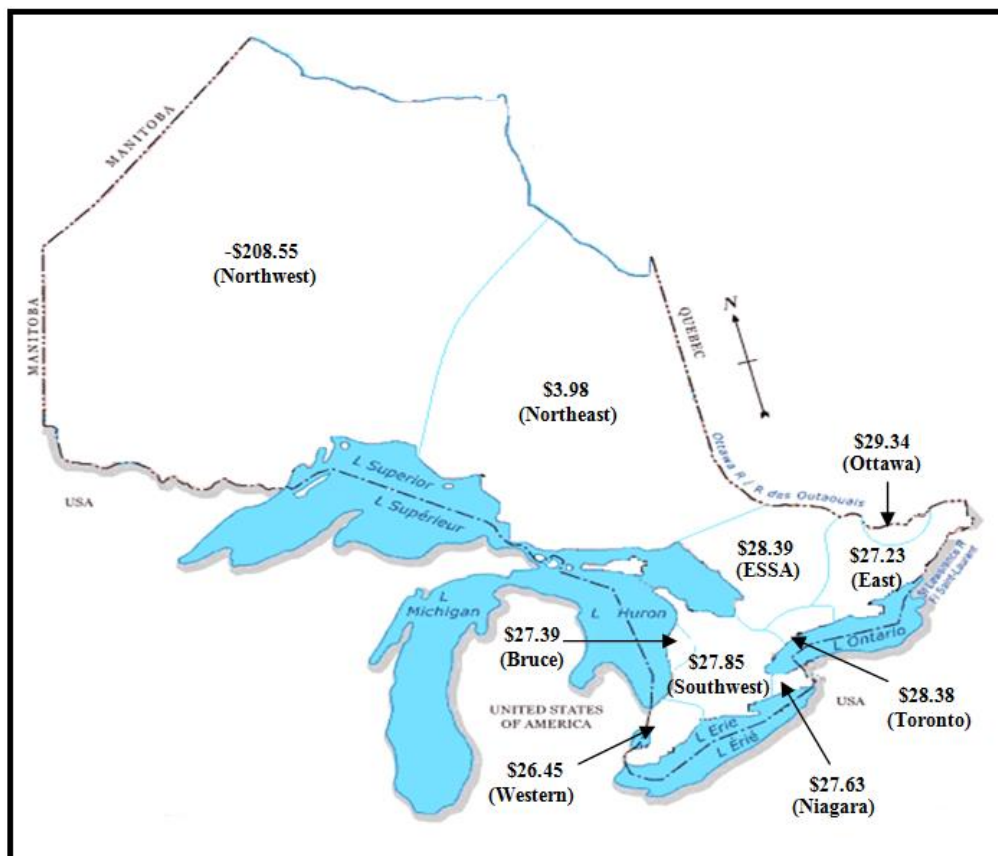 MANITOBA
-$208.55
(Northwest)
MANITOBA
N
QUEBEC
$3.98
(Northeast)
$29.34
(Ottawa)
L Superior
L Supérieur
USA
Ottawa R / R des Outaouais
$28.39
(ESSA)
$27.23
(East)
St Lawrence R
Fl Saint-Laurent
L
Michigan
L Huron
L Ontario
$27.39
(Bruce)
$27.85
(Southwest)
$28.38
(Toronto)
USA
UNITED STATES
OF AMERICA
L Erie
L Érié
$26.45
(Western)
$27.63
(Niagara)